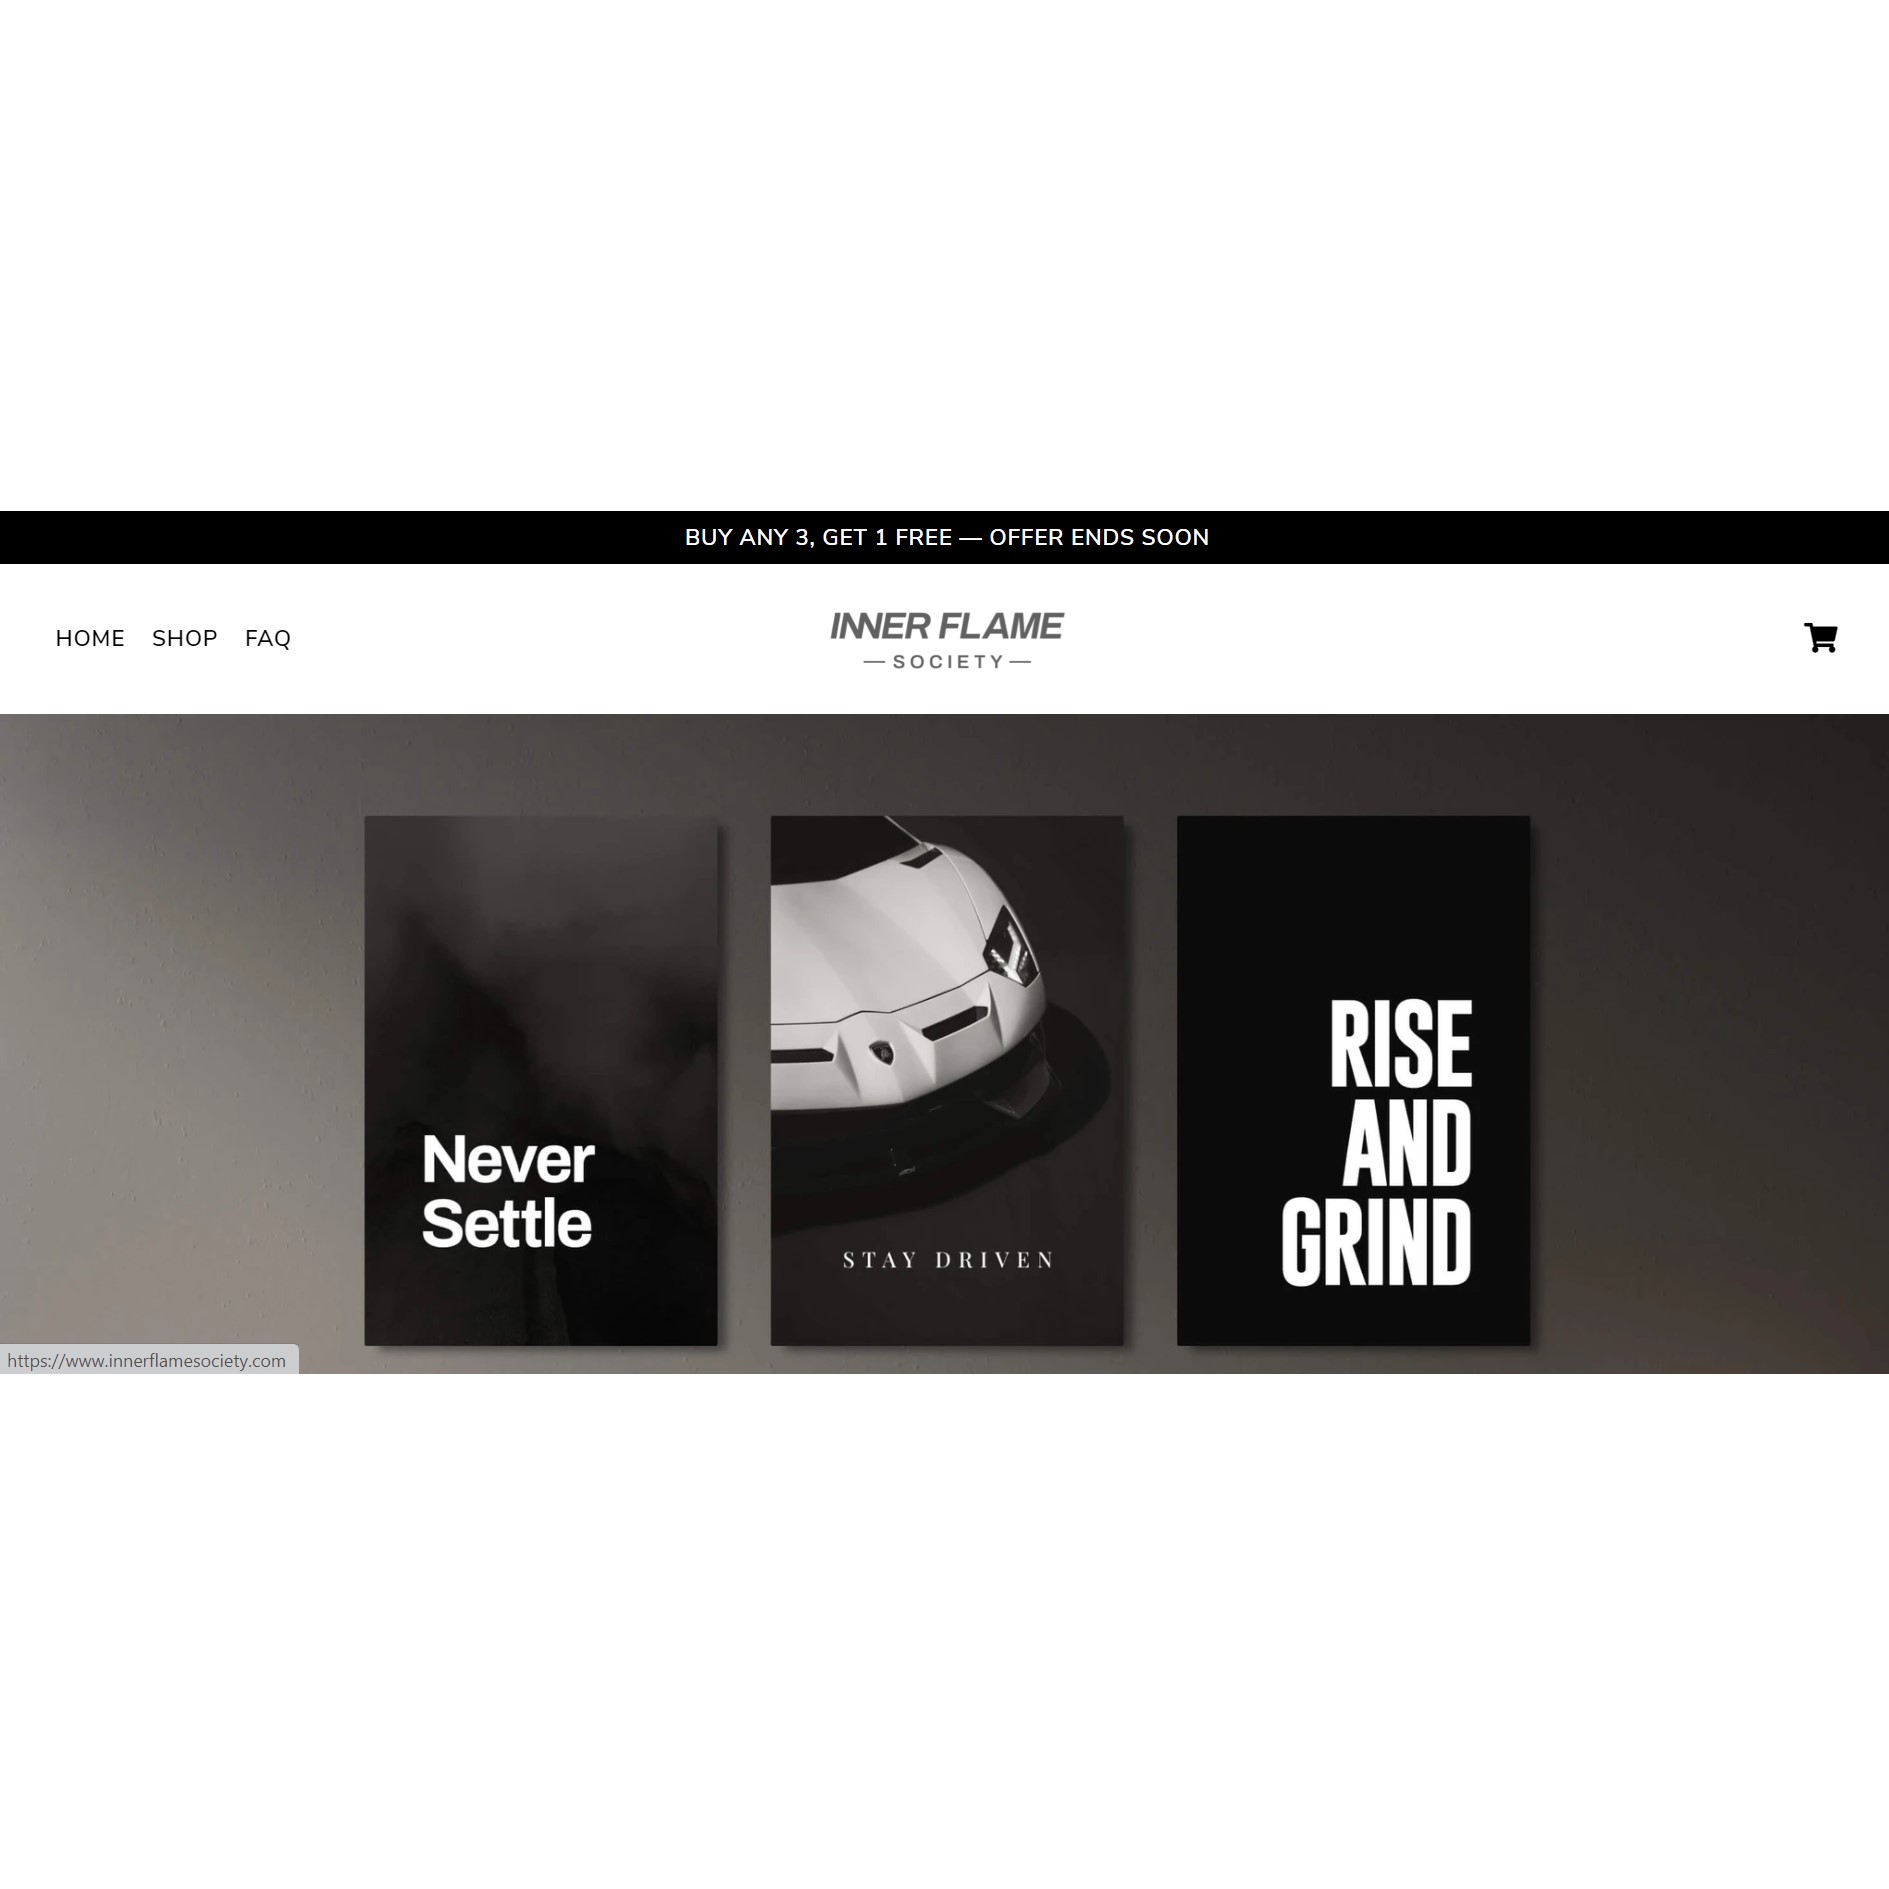 BUY ANY 3, GET 1 FREE — OFFER ENDS SOON
HOME SHOP FAQ
INNER FLAME
— SOCIETY —
Never
Settle
STAY DRIVEN
RISE
AND
GRIND
https://www.innerflamesociety.com